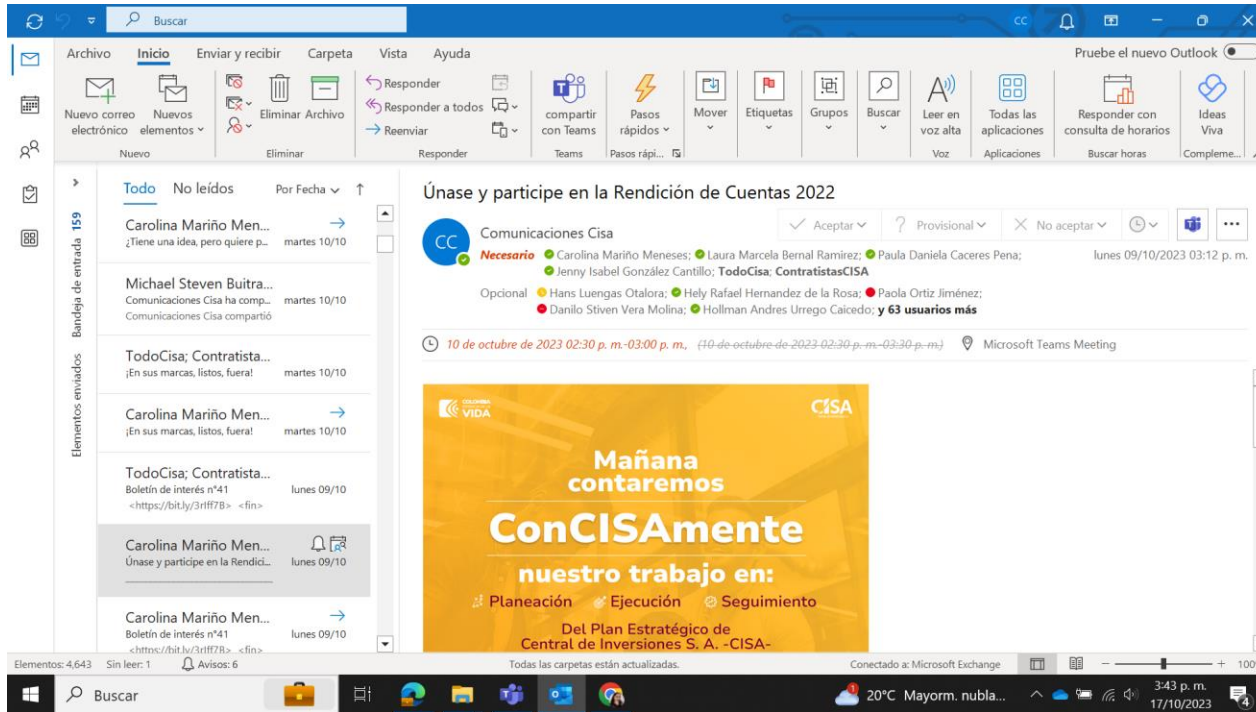 Buscar
CC
Archivo Inicio Enviar y recibir Carpeta Vista Ayuda
Pruebe el nuevo Outlook
Nuevo correo electrónico
Nuevos elementos
Eliminar Archivo
Responder
Responder a todos
Reenviar
compartir con Teams
Pasos rápidos
Mover
Etiquetas
Grupos
Buscar
Leer en voz alta
Todas las aplicaciones
Responder con consulta de horarios
Ideas Viva
Nuevo Eliminar Responder Teams Pasos rápi... Voz Aplicaciones Buscar horas Compleme...
Bandeja de entrada 159
Elementos enviados
Todo No leídos Por Fecha
Carolina Mariño Men...
¿Tiene una idea, pero quiere p... martes 10/10
Michael Steven Buitra...
Comunicaciones Cisa ha comp... martes 10/10
Comunicaciones Cisa compartió
TodoCisa; Contratista...
¡En sus marcas, listos, fuera! martes 10/10
Carolina Mariño Men...
¡En sus marcas, listos, fuera! martes 10/10
TodoCisa; Contratista...
Boletín de interés n°41 lunes 09/10
<https://bit.ly/3rIff7B> <fin>
Carolina Mariño Men...
Únase y participe en la Rendici... lunes 09/10
Carolina Mariño Men...
Boletín de interés n°41 lunes 09/10
<https://bit.ly/3rIff7B> <fin>
Únase y participe en la Rendición de Cuentas 2022
CC
Comunicaciones Cisa
Aceptar Provisional No aceptar
Necesario Carolina Mariño Meneses; Laura Marcela Bernal Ramirez; Paula Daniela Caceres Pena;
Jenny Isabel González Cantillo; TodoCisa; ContratistasCISA
lunes 09/10/2023 03:12 p. m.
Opcional Hans Luengas Otalora; Hely Rafael Hernandez de la Rosa; Paola Ortiz Jiménez;
Danilo Stiven Vera Molina; Hollman Andres Urrego Caicedo; y 63 usuarios más
10 de octubre de 2023 02:30 p. m.-03:00 p. m., (10 de octubre de 2023 02:30 p. m.-03:30 p. m.) Microsoft Teams Meeting
VIDA
CISA
Mañana
contaremos
ConCISAmente
nuestro trabajo en:
Planeación Ejecución Seguimiento
Del Plan Estratégico de
Central de Inversiones S. A. -CISA-
Elementos: 4,643 Sin leer: 1 Avisos: 6 Todas las carpetas están actualizadas. Conectado a: Microsoft Exchange 100
Buscar
20°C Mayorm. nubla...
3:43 p. m.
17/10/2023
4